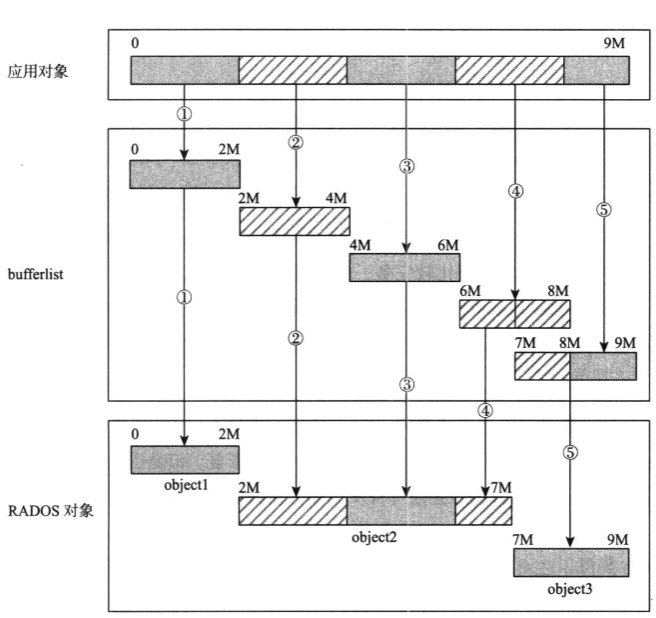 0 9M
应用对象
①
②
0 2M
③
2M 4M
④
⑤
4M 6M
bufferlist
6M 8M
①
②
7M 8M 9M
③
④
0 2M
⑤
object1
2M 7M
RADOS 对象
object2
7M 9M
object3